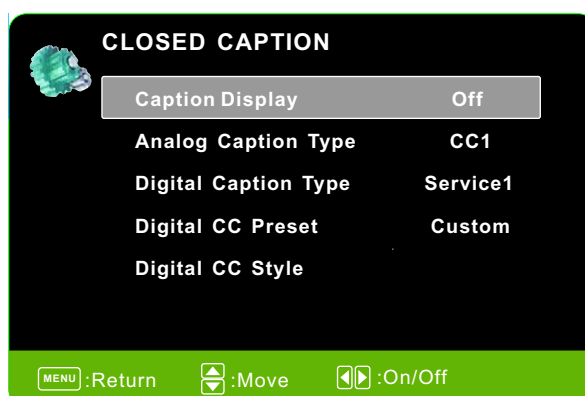 CLOSED CAPTION
Caption Display Off
Analog Caption Type CC1
Digital Caption Type Service1
Digital CC Preset Custom
Digital CC Style
MENU :Return :Move :On/Off